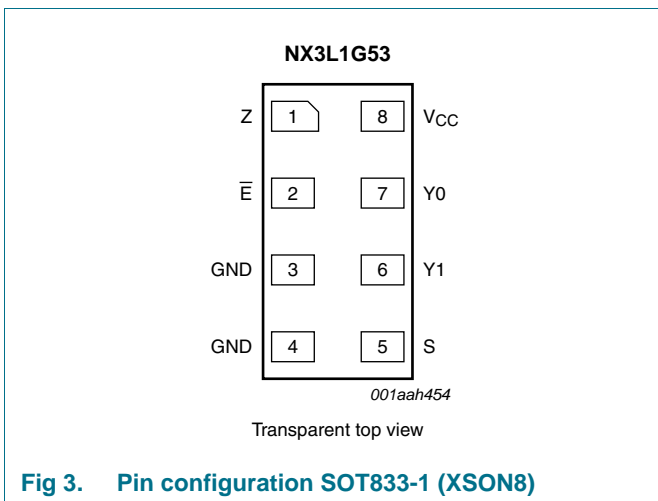 NX3L1G53
Z 1 8 VCC
E̅ 2 7 Y0
GND 3 6 Y1
GND 4 5 S
001aah454
Transparent top view
Fig 3. Pin configuration SOT833-1 (XSON8)